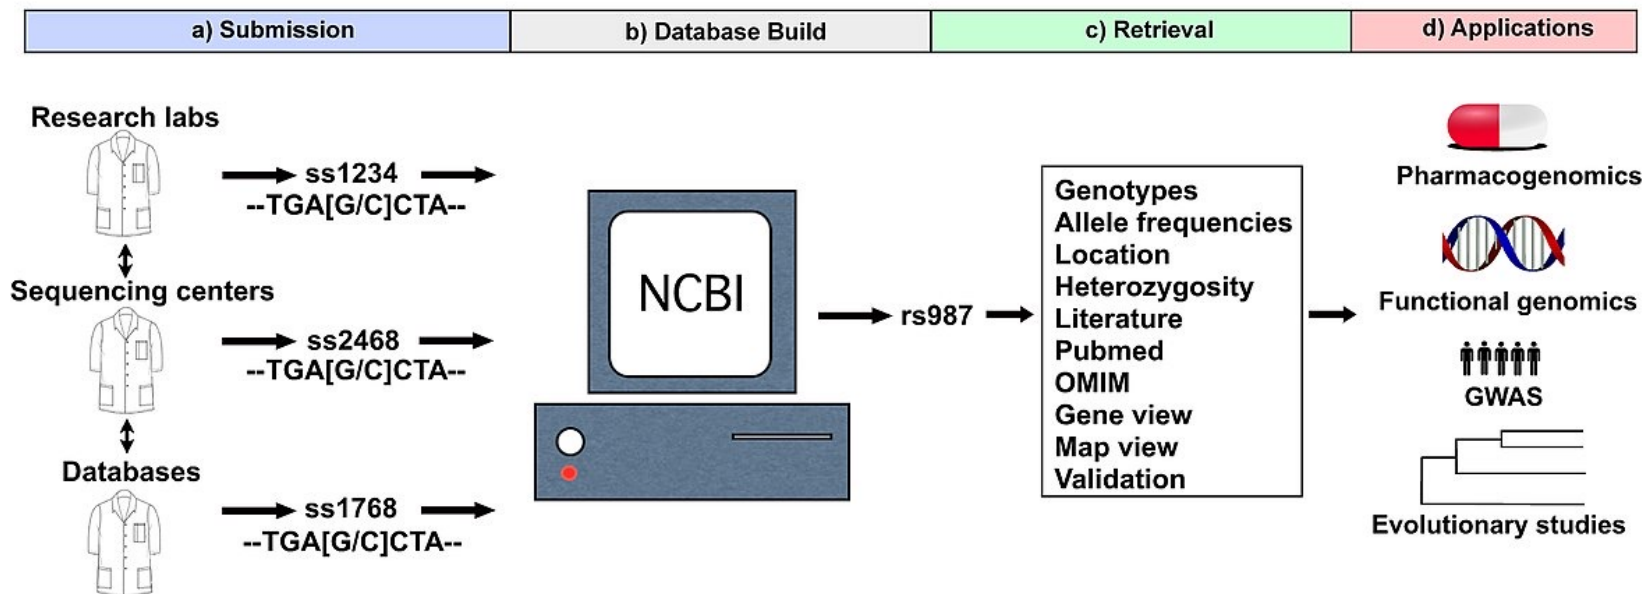 a) Submission
b) Database Build
c) Retrieval
d) Applications
Research labs
ss1234
--TGA[G/C]CTA--
Sequencing centers
ss2468
--TGA[G/C]CTA--
Databases
ss1768
--TGA[G/C]CTA--
NCBI
rs987
Genotypes
Allele frequencies
Location
Heterozygosity
Literature
Pubmed
OMIM
Gene view
Map view
Validation
Pharmacogenomics
Functional genomics
GWAS
Evolutionary studies